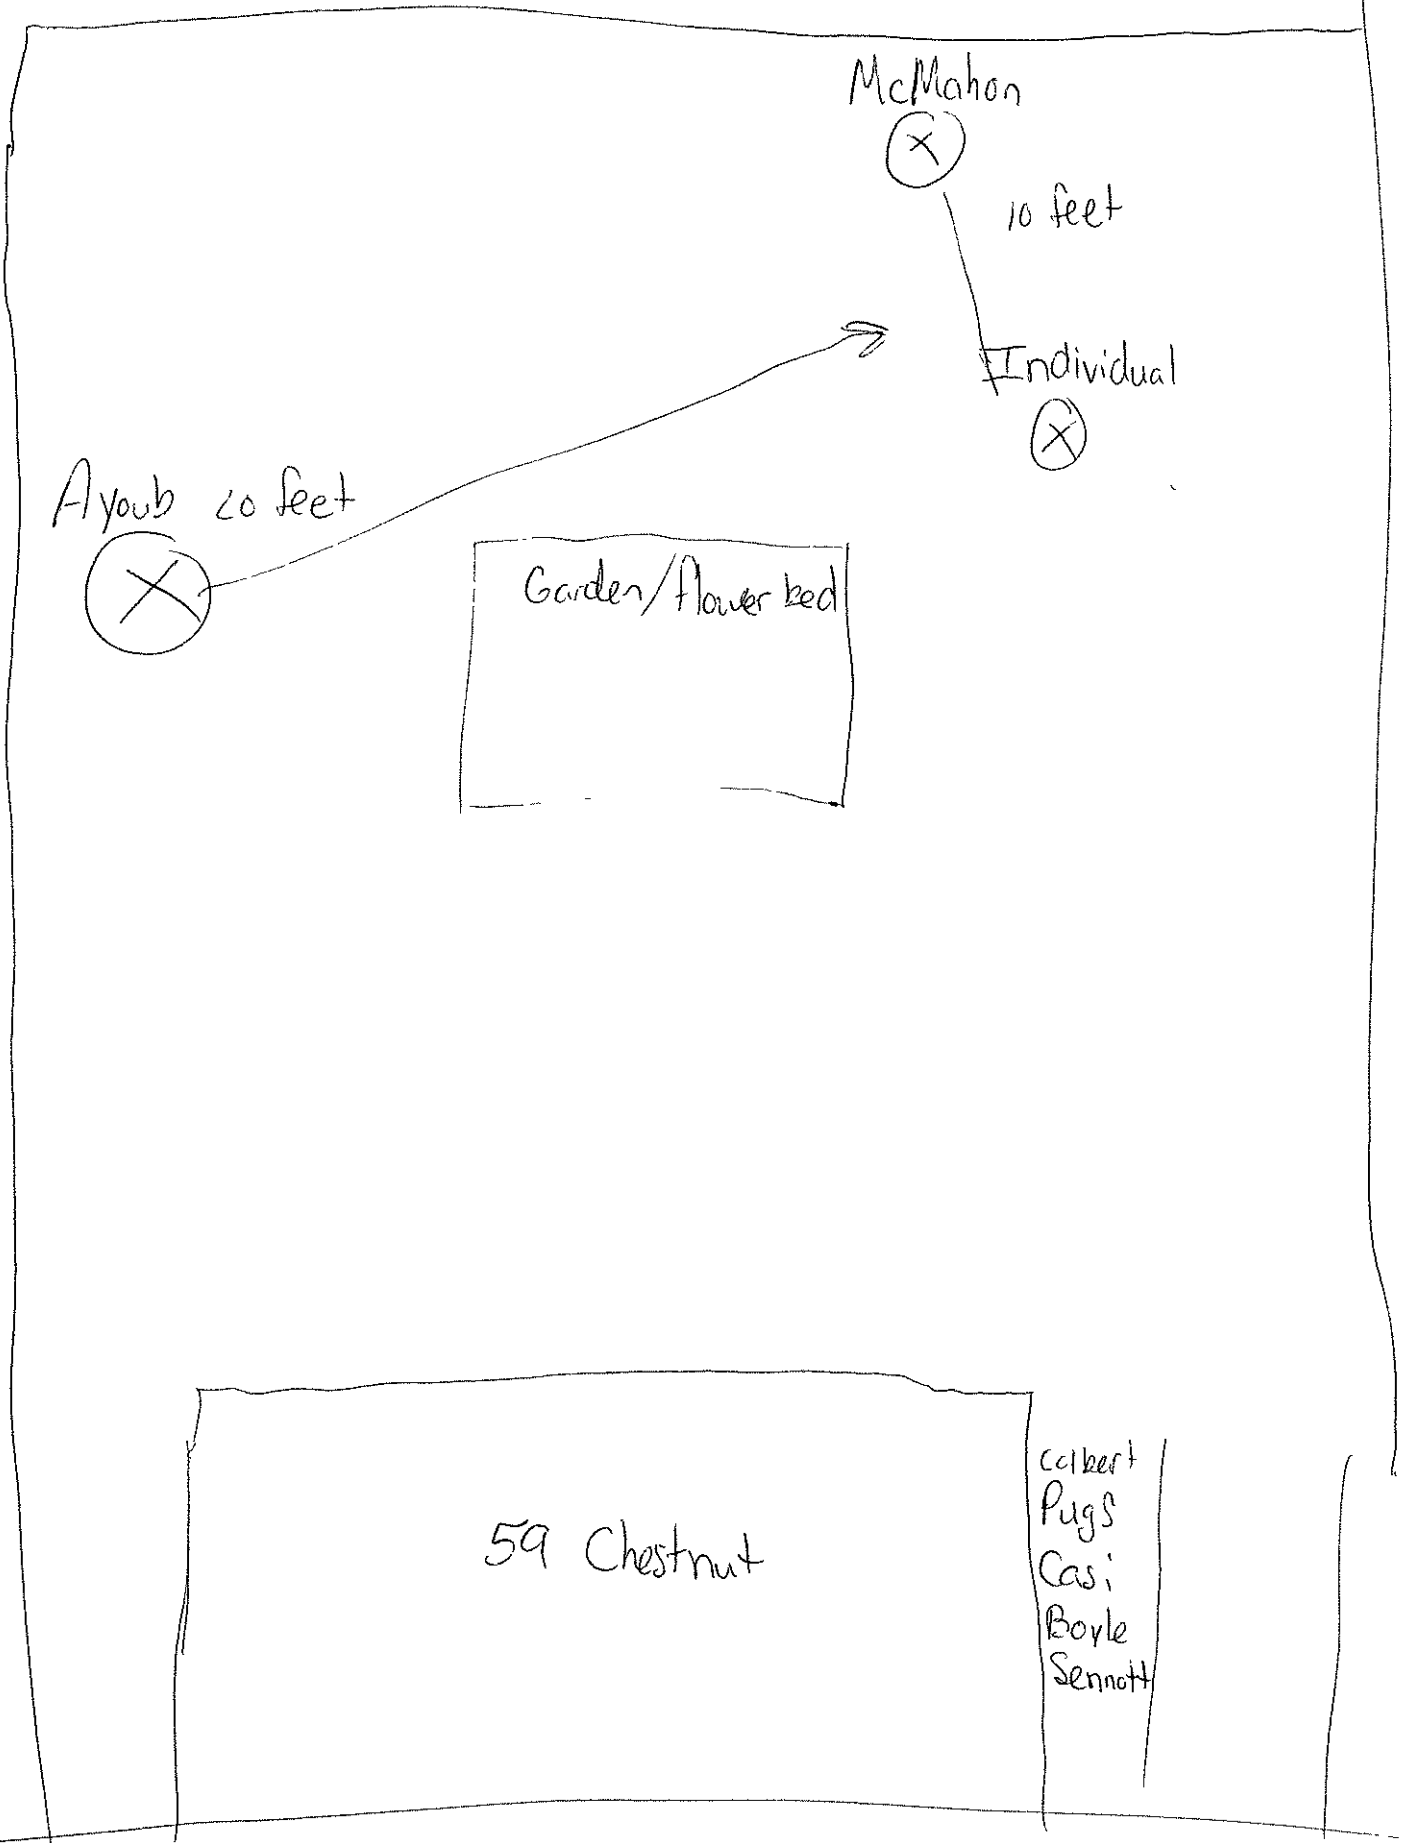 McMahon
10 feet
Individual
Ayoub 20 feet
Garden/flower bed
59 Chestnut
Colbert
Pugs
Casi
Boyle
Sennott